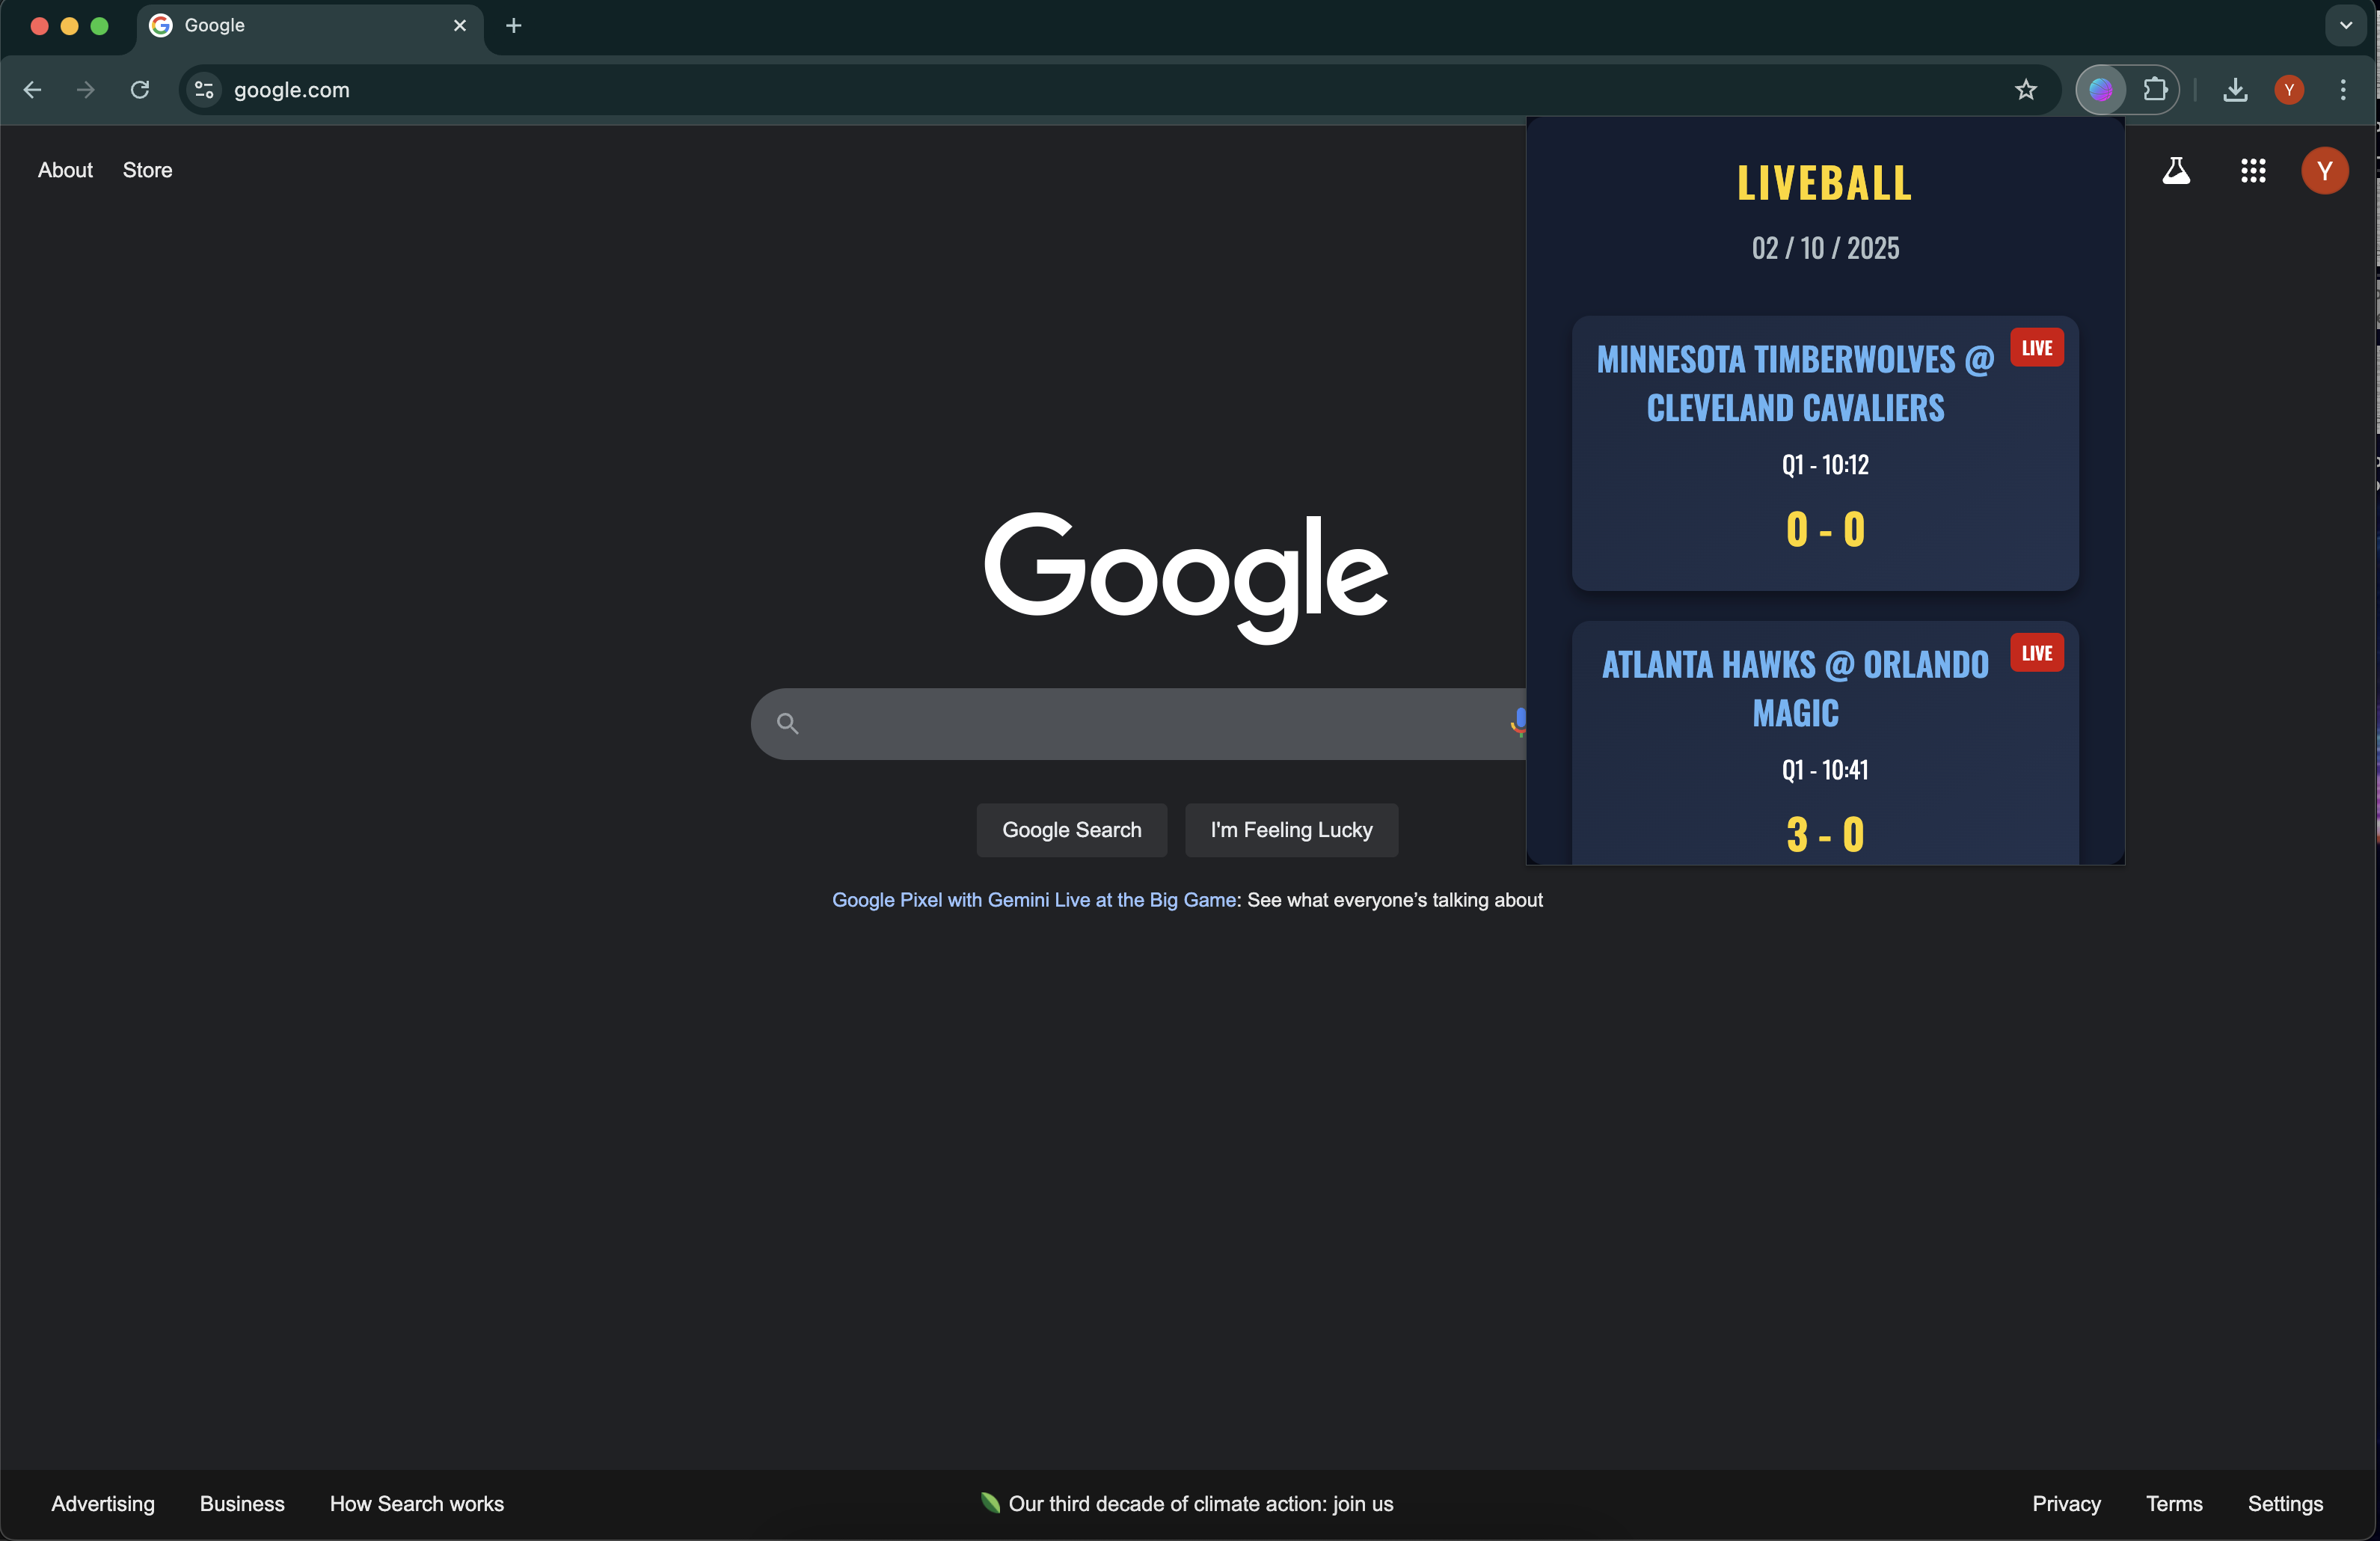 Google
google.com
Y
About
Store
Y
LIVEBALL
02 / 10 / 2025
MINNESOTA TIMBERWOLVES @
CLEVELAND CAVALIERS
LIVE
Q1 - 10:12
0 - 0
ATLANTA HAWKS @ ORLANDO
MAGIC
LIVE
Q1 - 10:41
3 - 0
Google
Google Search
I'm Feeling Lucky
Google Pixel with Gemini Live at the Big Game: See what everyone’s talking about
Advertising
Business
How Search works
Our third decade of climate action: join us
Privacy
Terms
Settings